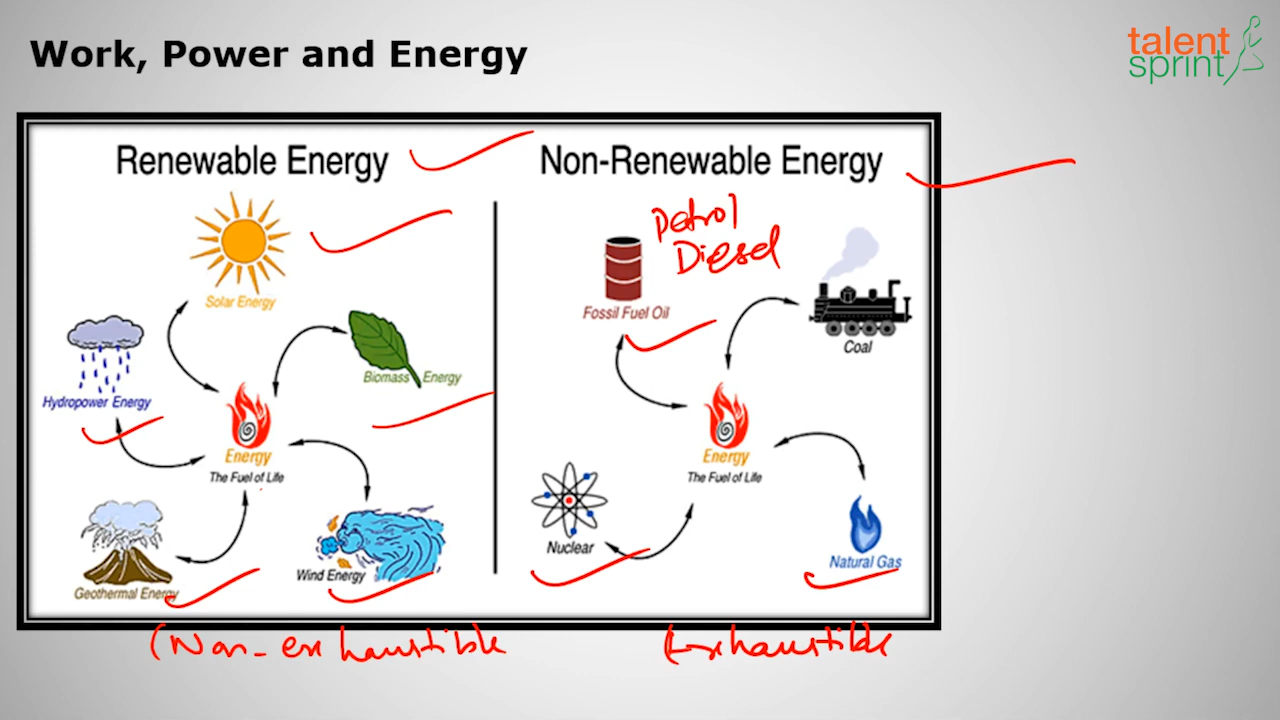 Work, Power and Energy
talent
sprint
Renewable Energy
Solar Energy
Biomass Energy
Hydropower Energy
Energy
The Fuel of Life
Geothermal Energy
Wind Energy
(Non-exhaustible
Non-Renewable Energy
Petrol
Diesel
Fossil Fuel Oil
Coal
Energy
The Fuel of Life
Nuclear
Natural Gas
Exhaustible